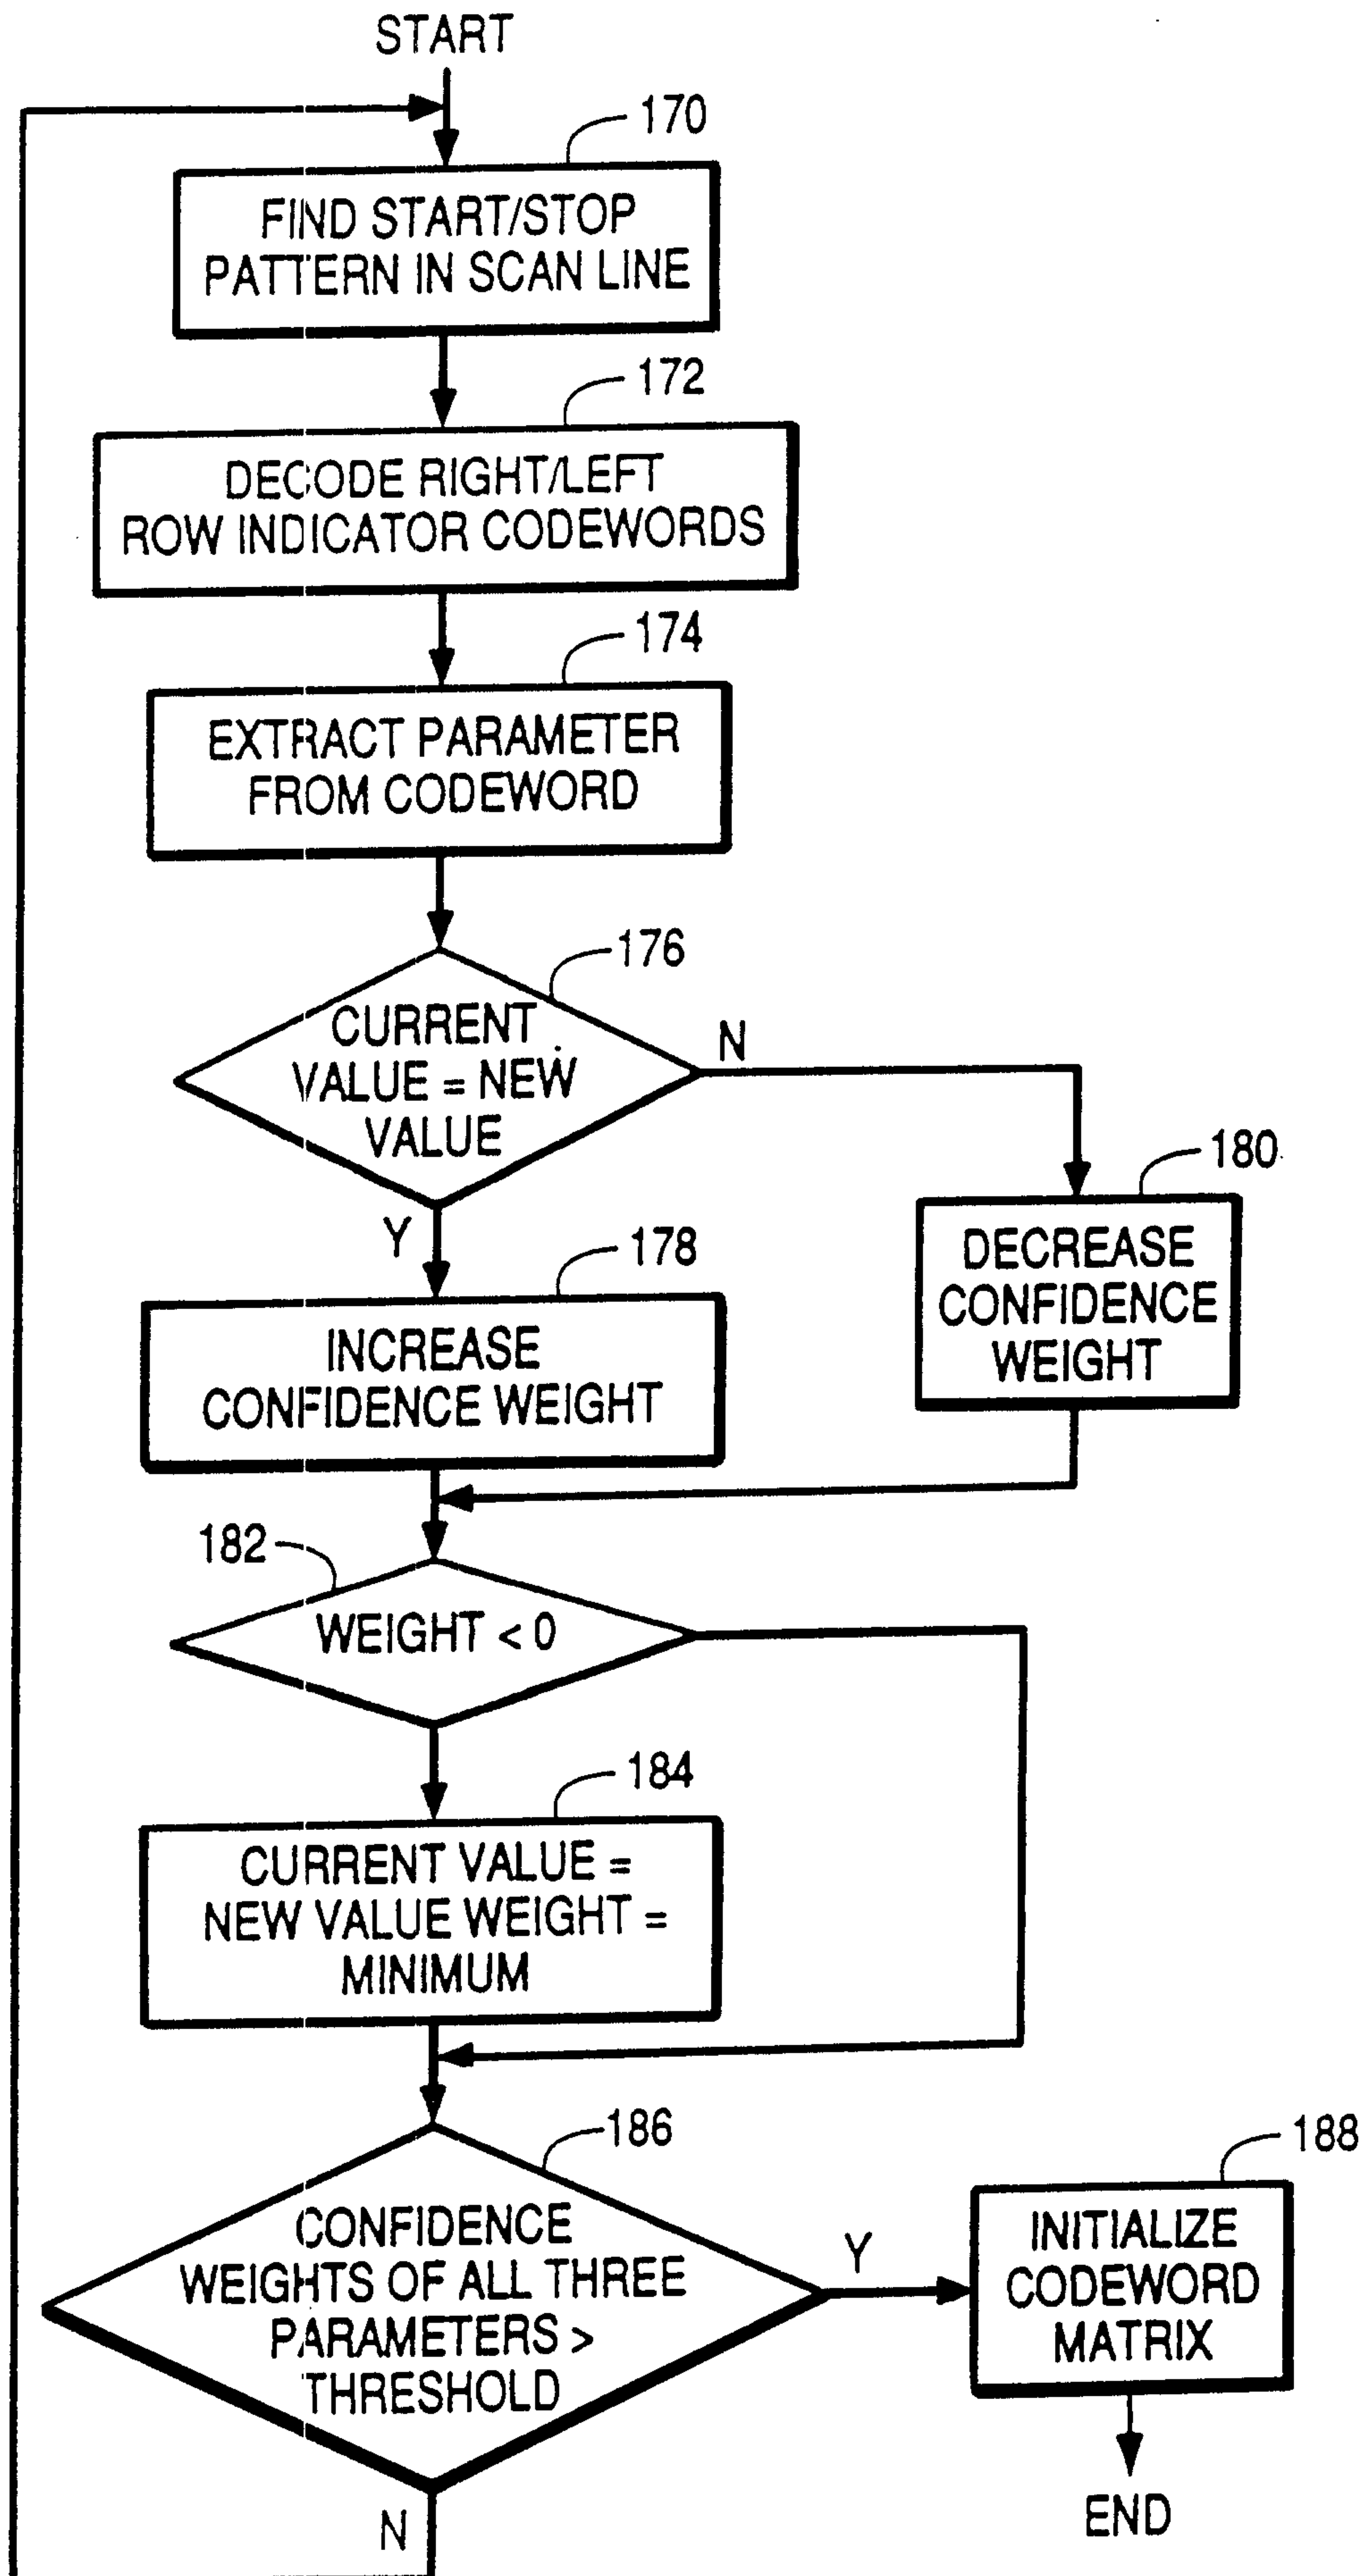 START
170
FIND START/STOP
PATTERN IN SCAN LINE
172
DECODE RIGHT/LEFT
ROW INDICATOR CODEWORDS
174
EXTRACT PARAMETER
FROM CODEWORD
176
CURRENT
VALUE = NEW
VALUE
N
Y
180
DECREASE
CONFIDENCE
WEIGHT
178
INCREASE
CONFIDENCE WEIGHT
182
WEIGHT < 0
184
CURRENT VALUE =
NEW VALUE WEIGHT =
MINIMUM
186
CONFIDENCE
WEIGHTS OF ALL THREE
PARAMETERS >
THRESHOLD
Y
N
188
INITIALIZE
CODEWORD
MATRIX
END